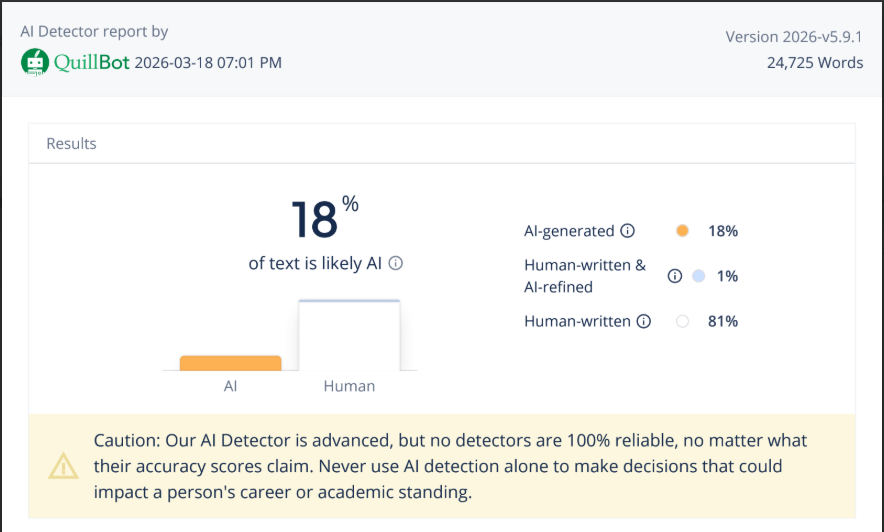 AI Detector report by
QuillBot 2026-03-18 07:01 PM
Version 2026-v5.9.1
24,725 Words
Results
18%
of text is likely AI
AI
Human
AI-generated 18%
Human-written &
AI-refined
1%
Human-written 81%
Caution: Our AI Detector is advanced, but no detectors are 100% reliable, no matter what
their accuracy scores claim. Never use AI detection alone to make decisions that could
impact a person's career or academic standing.